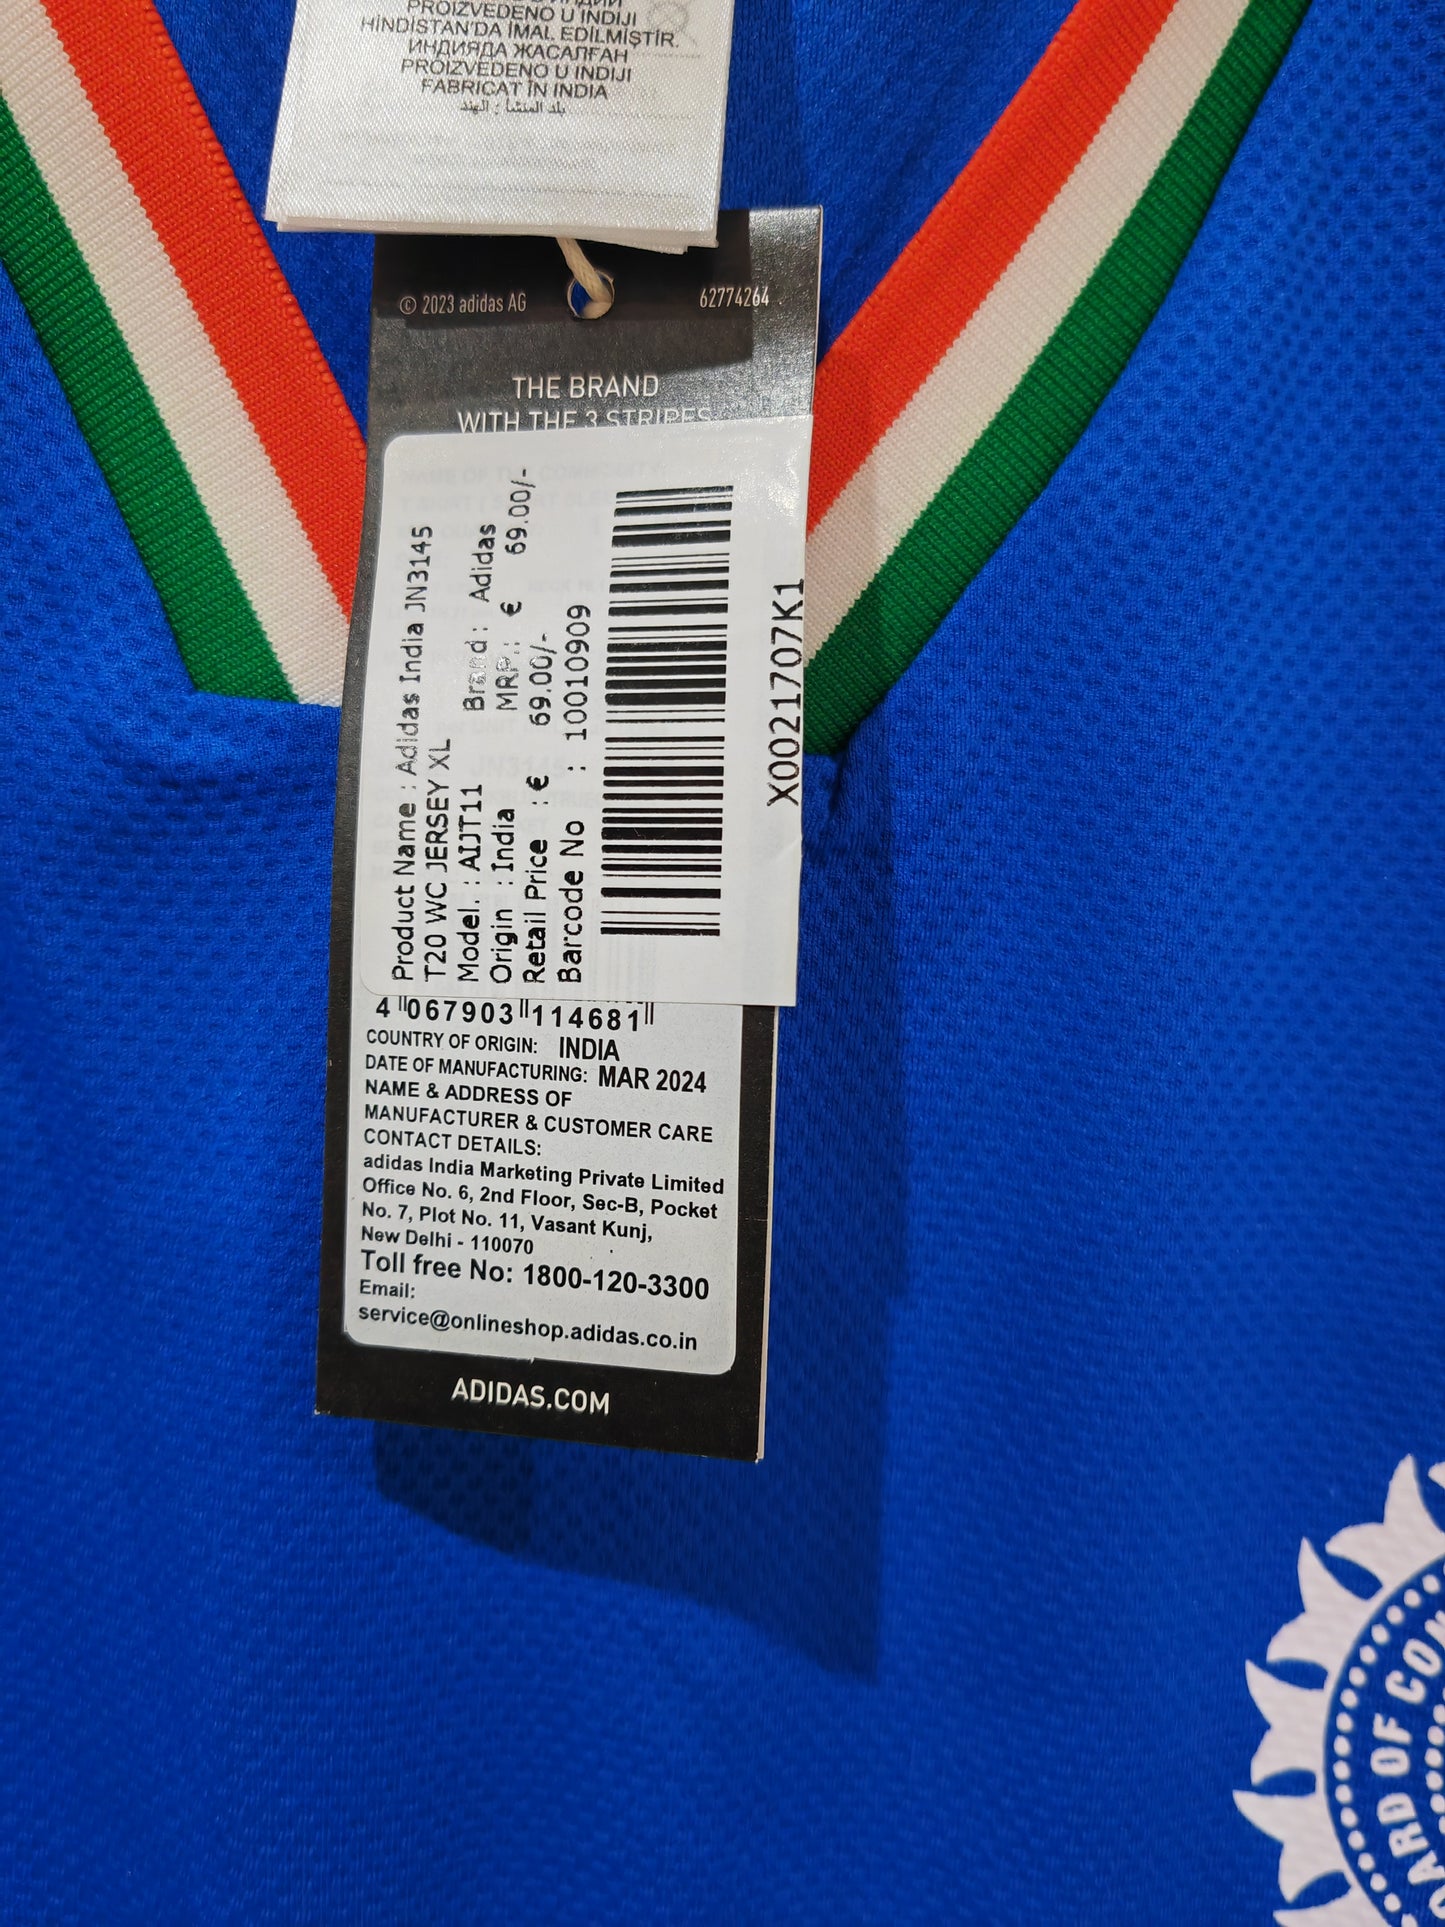 PROIZVEDENO U INDIJI
HİNDİSTAN'DA İMAL EDİLMİŞTİR.
ИНДИЯДА ЖАСАЛҒАН
PROIZVEDENO U INDIJI
FABRICAT ÎN INDIA
بلد المنشأ : الهند
© 2023 adidas AG
62774264
THE BRAND
WITH THE 3 STRIPES
Product Name : Adidas India JN3145
T20 WC JERSEY XL
Model. : AIJT11 Brand : Adidas
Origin : India MRP.: € 69.00/-
Retail Price : € 69.00/-
Barcode No : 10010909
X0021707K1
4 067903 114681
COUNTRY OF ORIGIN: INDIA
DATE OF MANUFACTURING: MAR 2024
NAME & ADDRESS OF
MANUFACTURER & CUSTOMER CARE
CONTACT DETAILS:
adidas India Marketing Private Limited
Office No. 6, 2nd Floor, Sec-B, Pocket
No. 7, Plot No. 11, Vasant Kunj,
New Delhi - 110070
Toll free No: 1800-120-3300
Email:
service@onlineshop.adidas.co.in
ADIDAS.COM
OF